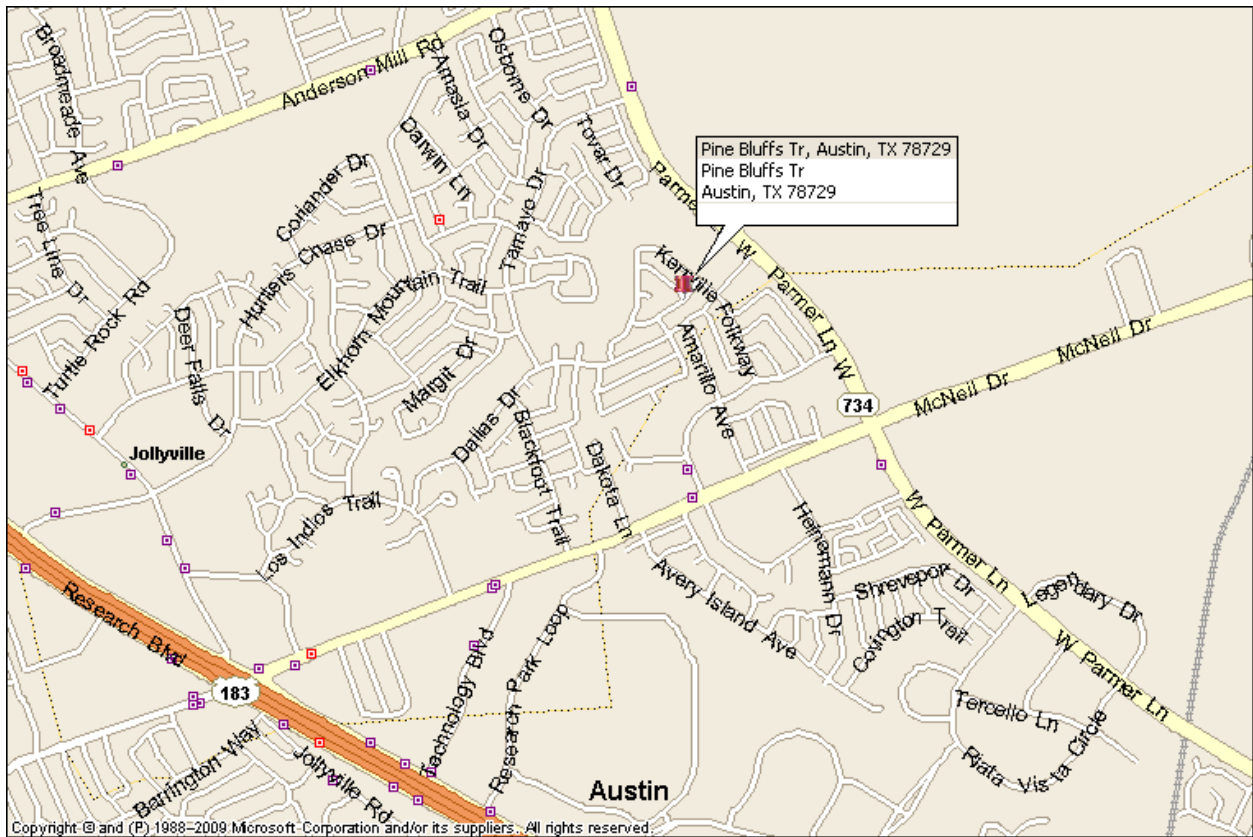 Broadmeade Ave
Anderson Mill Rd
Amasia Dr
Osborne Dr
Darwin Ln
Tovar Dr
Pine Bluffs Tr, Austin, TX 78729
Pine Bluffs Tr
Austin, TX 78729
Parmer
W Parmer Ln W
Tree Line Dr
Coriander Dr
Hunters Chase Dr
Tamayo Dr
Kerrville Folkway
Turtle Rock Rd
Deer Falls Dr
Elkhorn Mountain Trail
Margit Dr
Amarillo Ave
McNeil Dr
McNeil Dr
734
Jollyville
Dallas Dr
Blackfoot Trail
Dakota Ln
Los Indios Trail
Heinemann Dr
W Parmer Ln
Avery Island Ave
Shreveport Dr
Covington Trail
Legendary Dr
Research Blvd
W Parmer Ln
183
Technology Blvd
Research Park Loop
Tercello Ln
Riata Vista Circle
Barrington Way
Jollyville Rd
Austin
Copyright © and (P) 1988–2009 Microsoft Corporation and/or its suppliers. All rights reserved.